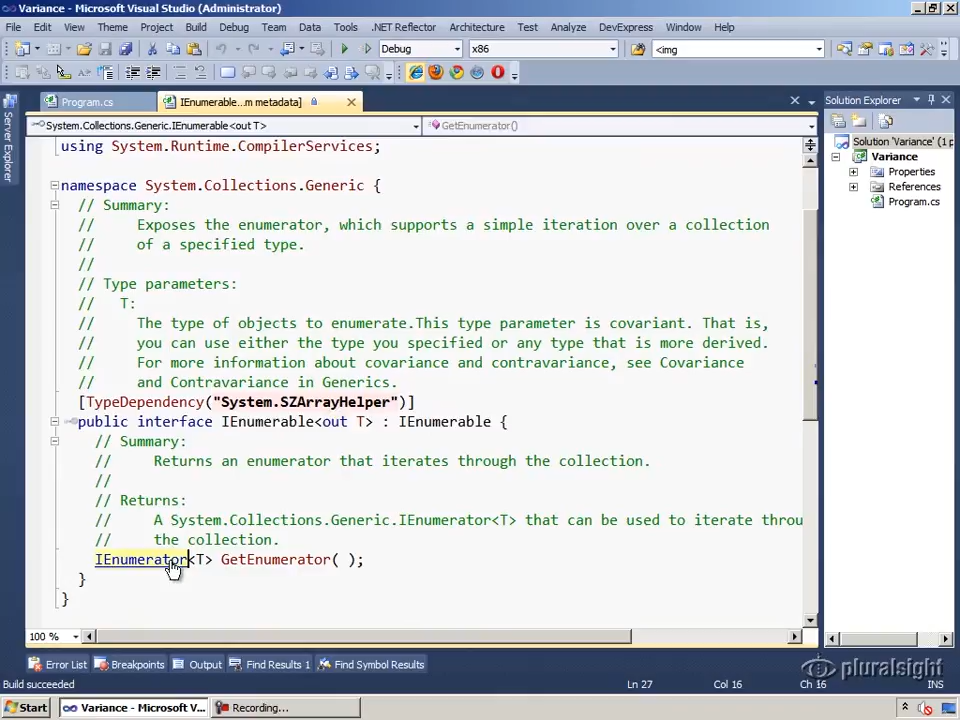 Variance - Microsoft Visual Studio (Administrator)
File Edit View Theme Project Build Debug Team Data Tools .NET Reflector Architecture Test Analyze DevExpress Window Help
Debug x86 <img
Program.cs IEnumerable...m metadata]
Solution Explorer
System.Collections.Generic.IEnumerable<out T> GetEnumerator()
Server Explorer
Solution 'Variance' (1 p
Variance
Properties
References
Program.cs
using System.Runtime.CompilerServices;
namespace System.Collections.Generic {
// Summary:
//     Exposes the enumerator, which supports a simple iteration over a collection
//     of a specified type.
//
// Type parameters:
//   T:
//     The type of objects to enumerate.This type parameter is covariant. That is,
//     you can use either the type you specified or any type that is more derived.
//     For more information about covariance and contravariance, see Covariance
//     and Contravariance in Generics.
[TypeDependency("System.SZArrayHelper")]
public interface IEnumerable<out T> : IEnumerable {
// Summary:
//     Returns an enumerator that iterates through the collection.
//
// Returns:
//     A System.Collections.Generic.IEnumerator<T> that can be used to iterate throu
//     the collection.
IEnumerator<T> GetEnumerator( );
}
}
100 %
Error List Breakpoints Output Find Results 1 Find Symbol Results
pluralsight
Build succeeded Ln 27 Col 16 Ch 16 INS
Start Variance - Microsoft V... Recording...